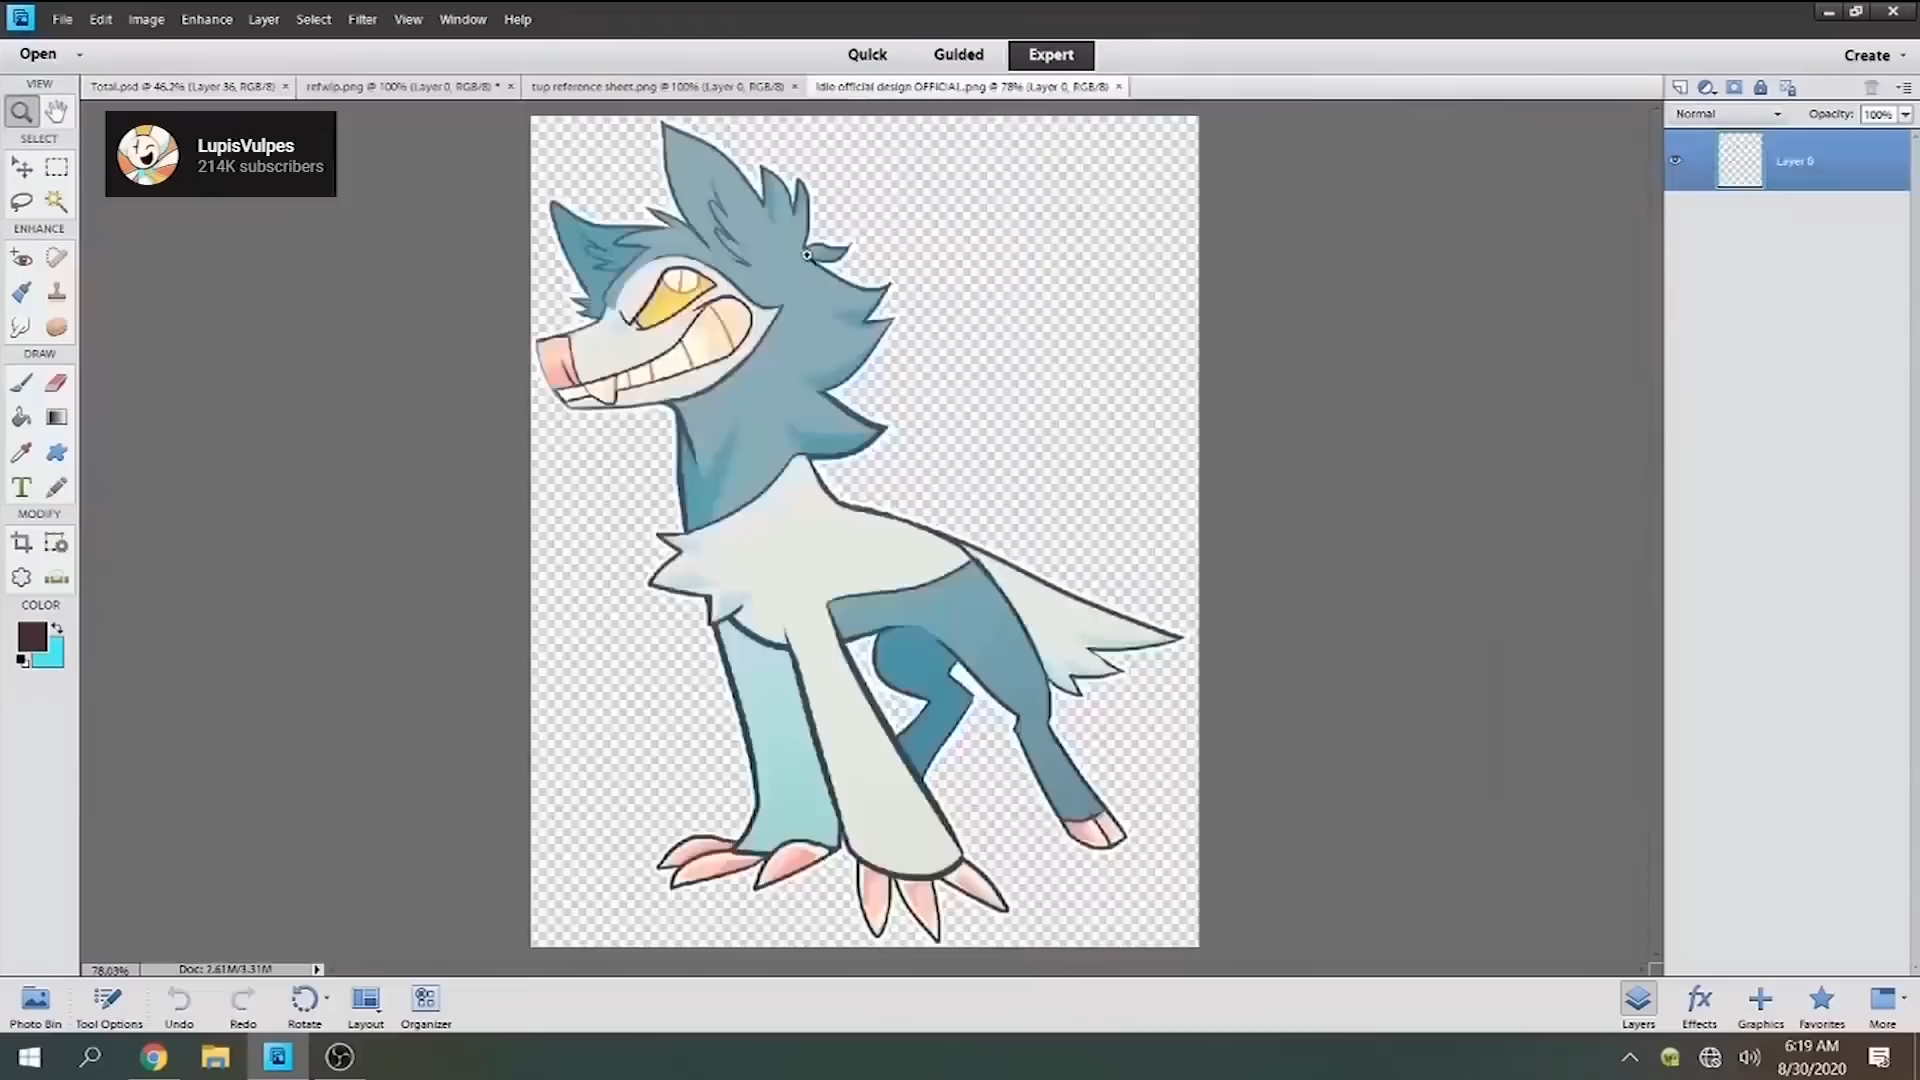 File Edit Image Enhance Layer Select Filter View Window Help
Open Quick Guided Expert Create
VIEW
Total.psd @ 46.2% (Layer 36, RGB/8) × refwip.png @ 100% (Layer 0, RGB/8) * × tup reference sheet.png @ 100% (Layer 0, RGB/8) × Idle official design OFFICIAL.png @ 78% (Layer 0, RGB/8) ×
Normal Opacity: 100%
LupisVulpes
214K subscribers
SELECT
Layer 0
ENHANCE
DRAW
T
MODIFY
COLOR
78.03% Doc: 2.61M/3.31M
fx
Photo Bin Tool Options Undo Redo Rotate Layout Organizer Layers Effects Graphics Favorites More
6:19 AM
8/30/2020